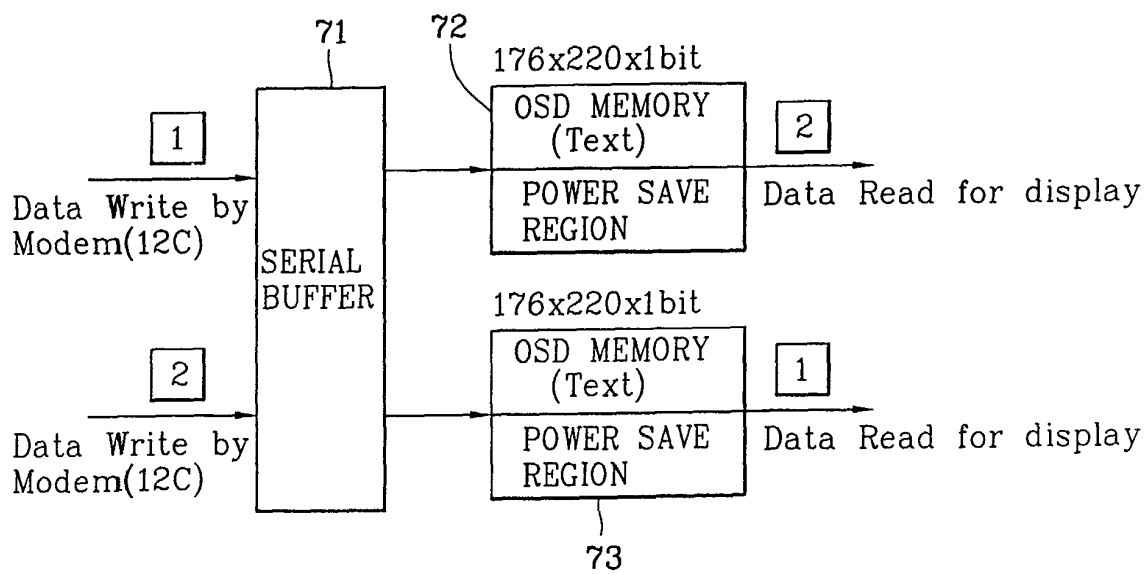 71
72
176x220x1bit
1
OSD MEMORY
(Text)
2
Data Write by
Modem(12C)
POWER SAVE
REGION
Data Read for display
SERIAL
BUFFER
176x220x1bit
2
OSD MEMORY
(Text)
1
Data Write by
Modem(12C)
POWER SAVE
REGION
Data Read for display
73